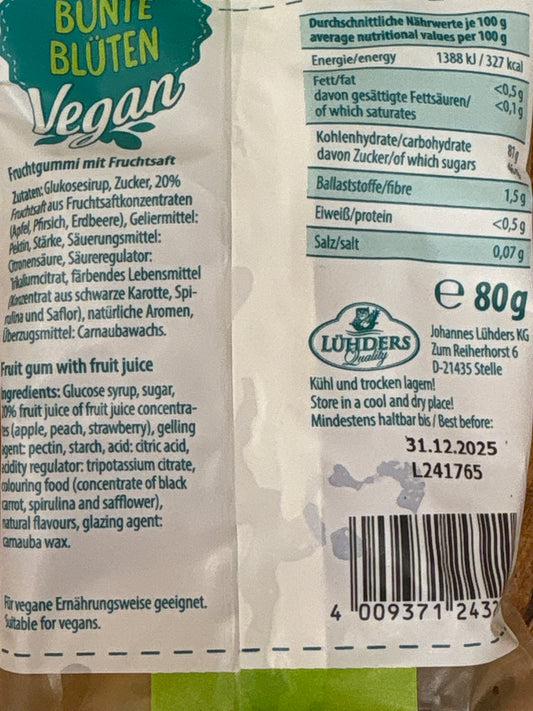 BUNTE
BLÜTEN
Vegan
Fruchtgummi mit Fruchtsaft
Zutaten: Glukosesirup, Zucker, 20%
Fruchtsaft aus Fruchtsaftkonzentraten
(Apfel, Pfirsich, Erdbeere), Geliermittel:
Pektin, Stärke, Säuerungsmittel:
Citronensäure, Säureregulator:
Trikaliumcitrat, färbendes Lebensmittel
(Konzentrat aus schwarze Karotte, Spi-
rulina und Saflor), natürliche Aromen,
Überzugsmittel: Carnaubawachs.
Fruit gum with fruit juice
Ingredients: Glucose syrup, sugar,
20% fruit juice of fruit juice concentra-
tes (apple, peach, strawberry), gelling
agent: pectin, starch, acid: citric acid,
acidity regulator: tripotassium citrate,
colouring food (concentrate of black
carrot, spirulina and safflower),
natural flavours, glazing agent:
carnauba wax.
Für vegane Ernährungsweise geeignet.
Suitable for vegans.
Durchschnittliche Nährwerte je 100 g
average nutritional values per 100 g
Energie/energy 1388 kJ / 327 kcal
Fett/fat <0,5 g
davon gesättigte Fettsäuren/ <0,1 g
of which saturates
Kohlenhydrate/carbohydrate 81 g
davon Zucker/of which sugars
Ballaststoffe/fibre 1,5 g
Eiweiß/protein <0,5 g
Salz/salt 0,07 g
℮ 80g
LÜHDERS
Quality
Johannes Lühders KG
Zum Reiherhorst 6
D-21435 Stelle
Kühl und trocken lagern!
Store in a cool and dry place!
Mindestens haltbar bis / Best before:
31.12.2025
L241765
4 009371 2432